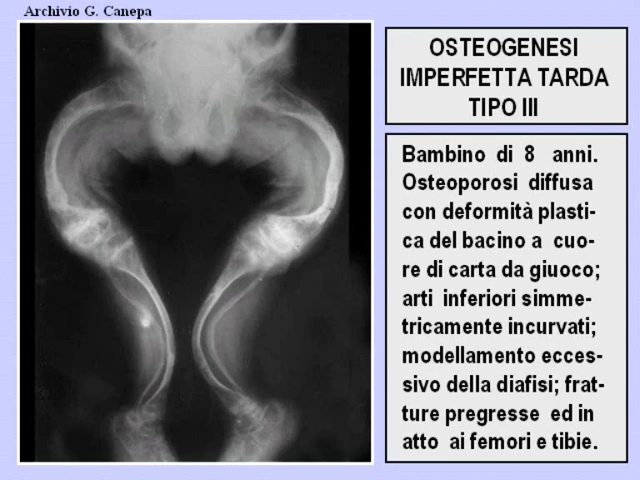 Archivio G. Canepa
OSTEOGENESI
IMPERFETTA TARDA
TIPO III
Bambino di 8 anni.
Osteoporosi diffusa
con deformità plasti-
ca del bacino a cuo-
re di carta da giuoco;
arti inferiori simme-
tricamente incurvati;
modellamento ecces-
sivo della diafisi; frat-
ture pregresse ed in
atto ai femori e tibie.